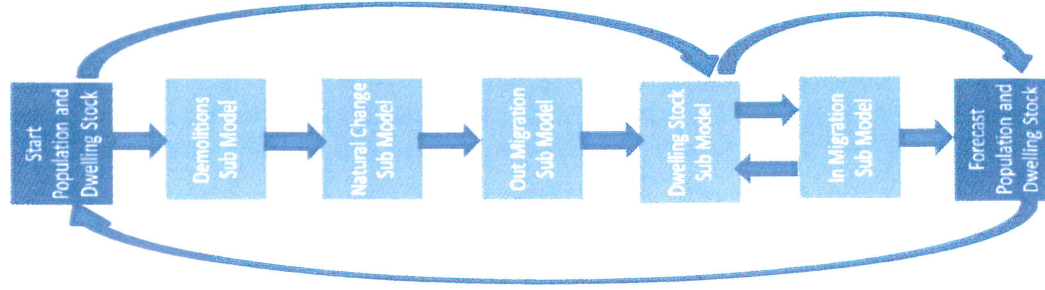 Start
Population and
Dwelling Stock
Demolitions
Sub Model
Natural Change
Sub Model
Out Migration
Sub Model
Dwelling Stock
Sub Model
In Migration
Sub Model
Forecast
Population and
Dwelling Stock